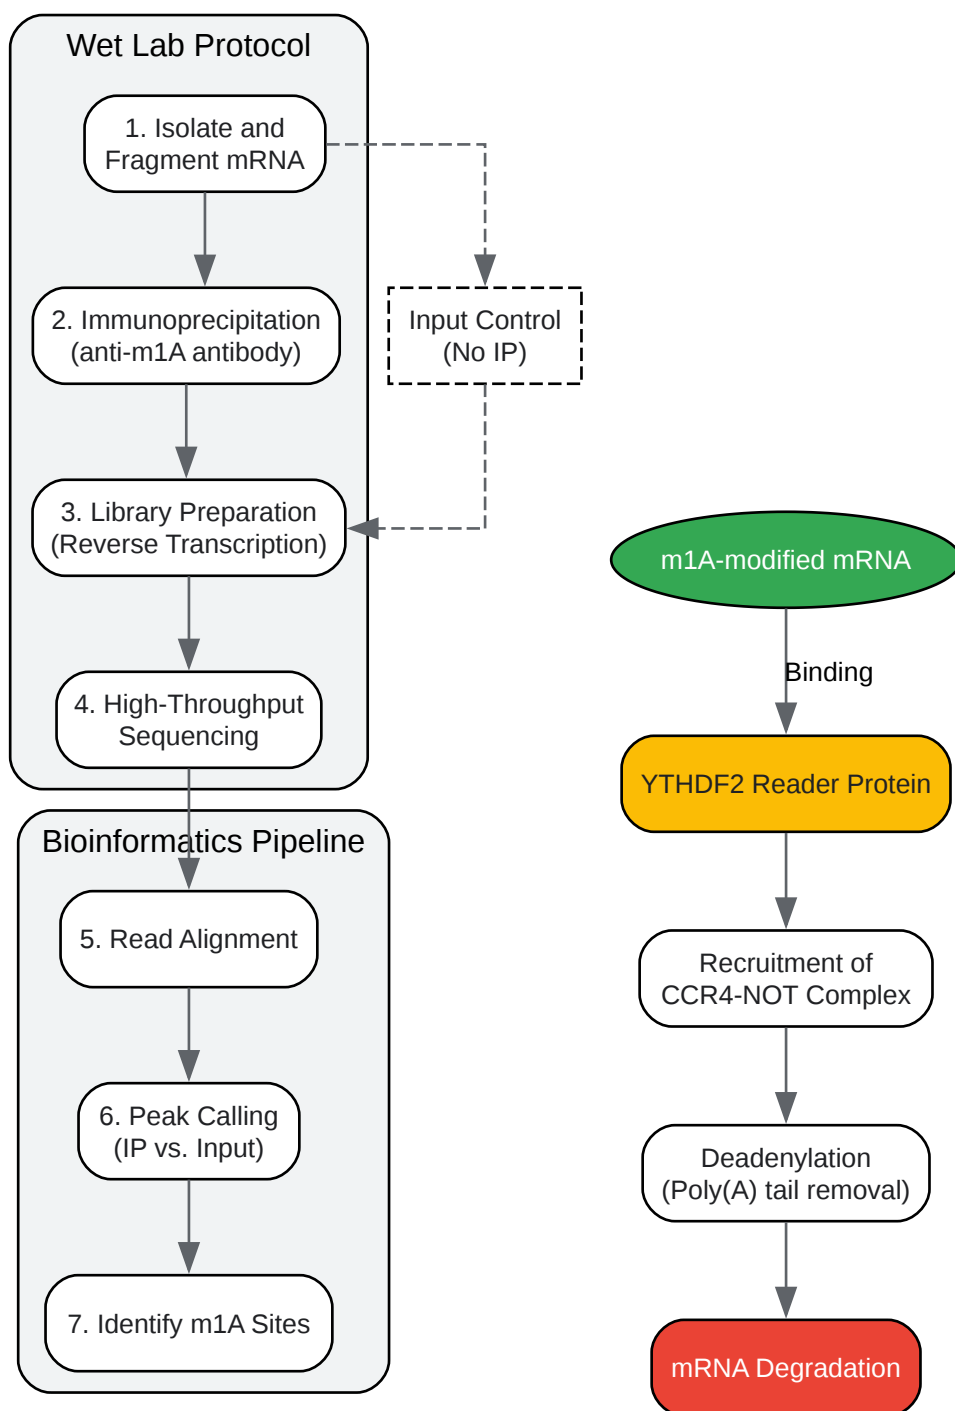 Wet Lab Protocol
1. Isolate and
Fragment mRNA
2. Immunoprecipitation
(anti-m1A antibody)
Input Control
(No IP)
3. Library Preparation
(Reverse Transcription)
4. High-Throughput
Sequencing
Bioinformatics Pipeline
5. Read Alignment
6. Peak Calling
(IP vs. Input)
7. Identify m1A Sites
m1A-modified mRNA
Binding
YTHDF2 Reader Protein
Recruitment of
CCR4-NOT Complex
Deadenylation
(Poly(A) tail removal)
mRNA Degradation